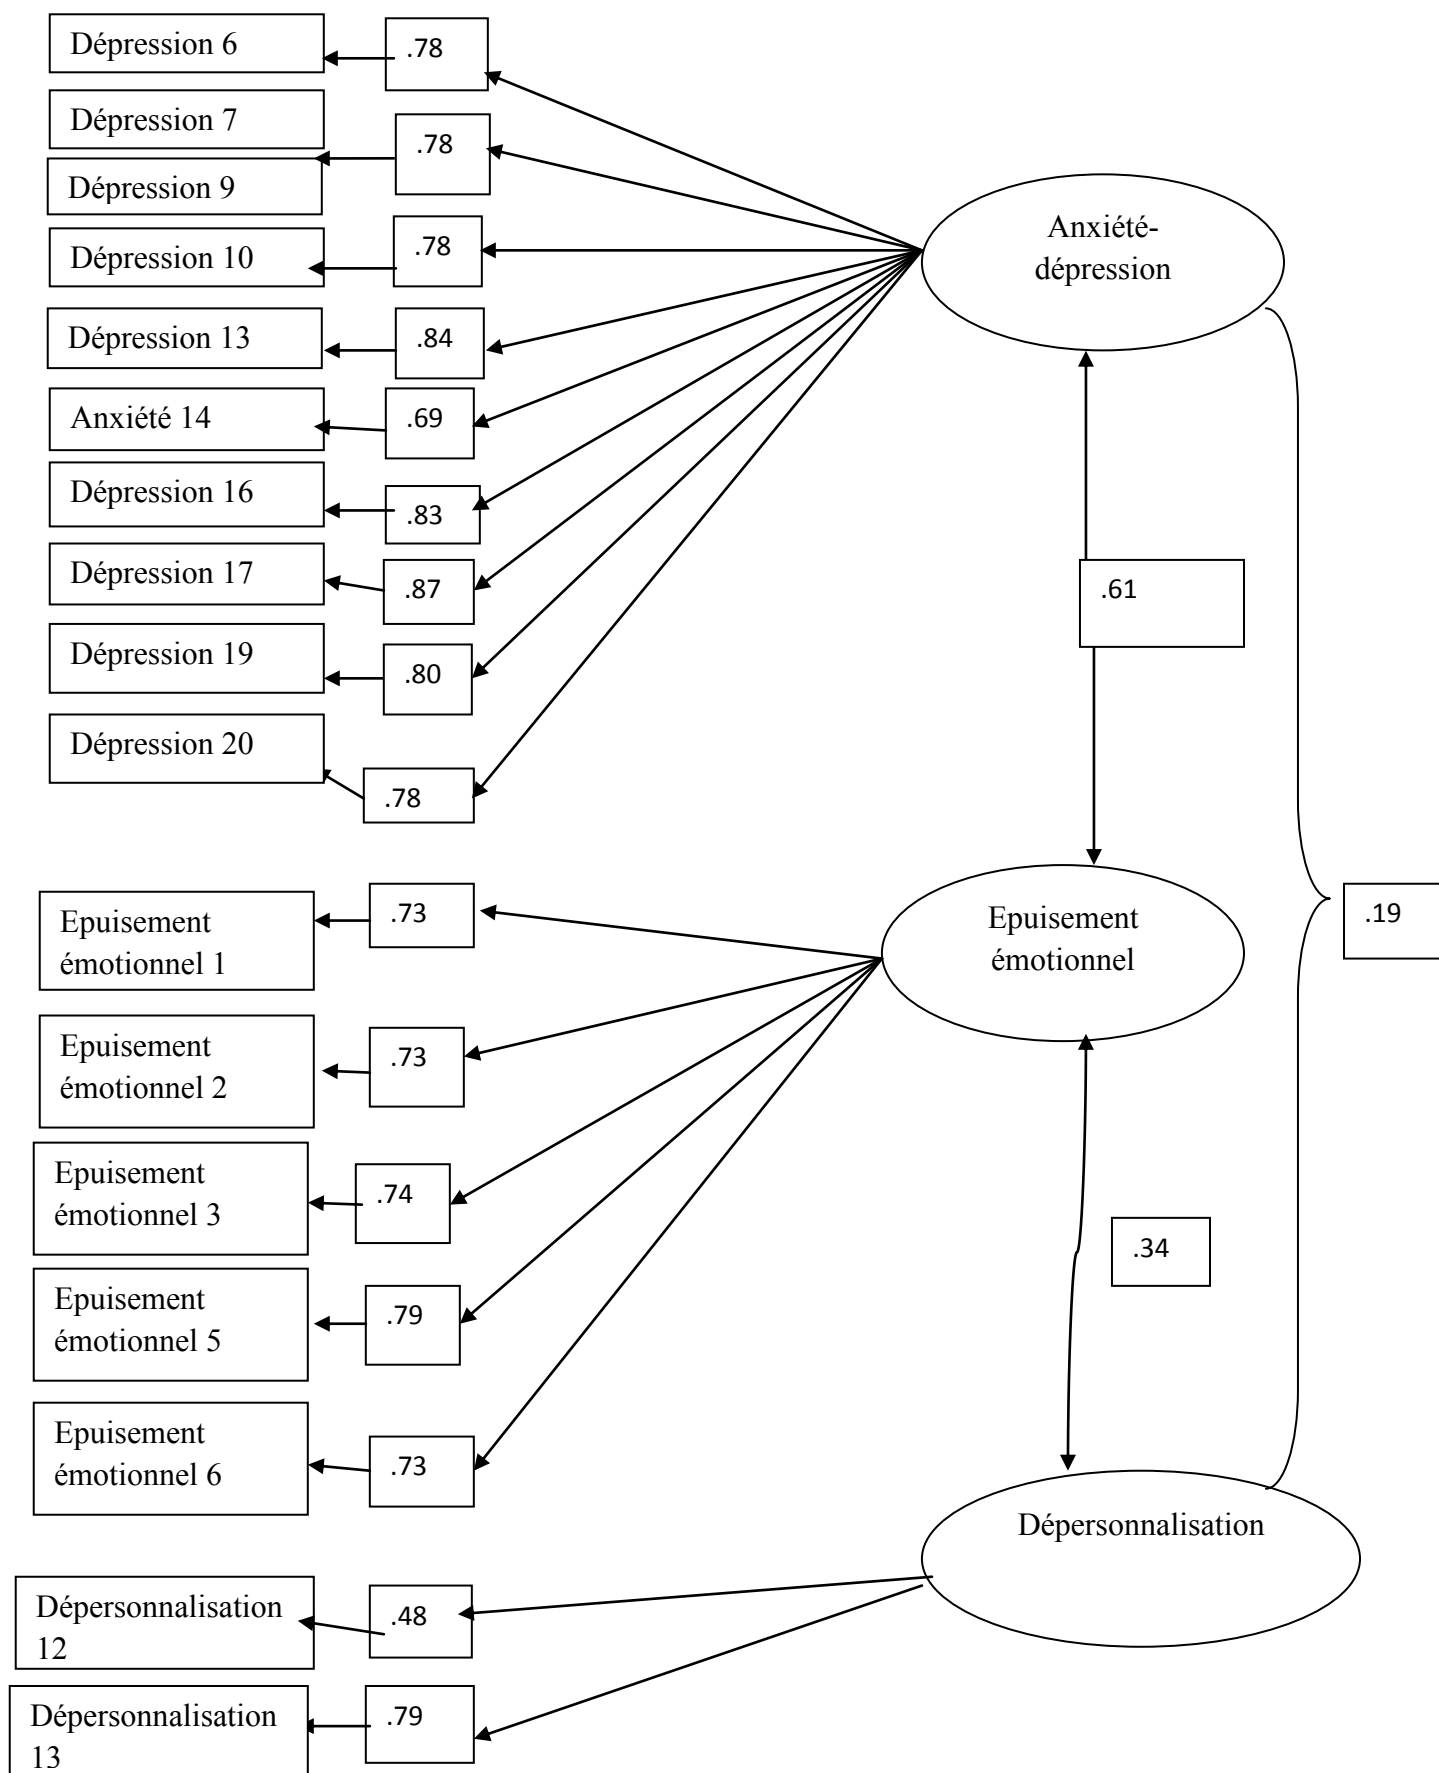 Dépression 6
.78
Dépression 7
.78
Dépression 9
Dépression 10
.78
Dépression 13
.84
Anxiété 14
.69
Dépression 16
.83
Dépression 17
.87
Dépression 19
.80
Dépression 20
.78
Anxiété-
dépression
.61
Epuisement
émotionnel 1
.73
Epuisement
émotionnel
.19
Epuisement
émotionnel 2
.73
Epuisement
émotionnel 3
.74
.34
Epuisement
émotionnel 5
.79
Epuisement
émotionnel 6
.73
Dépersonnalisation
Dépersonnalisation
12
.48
Dépersonnalisation
13
.79